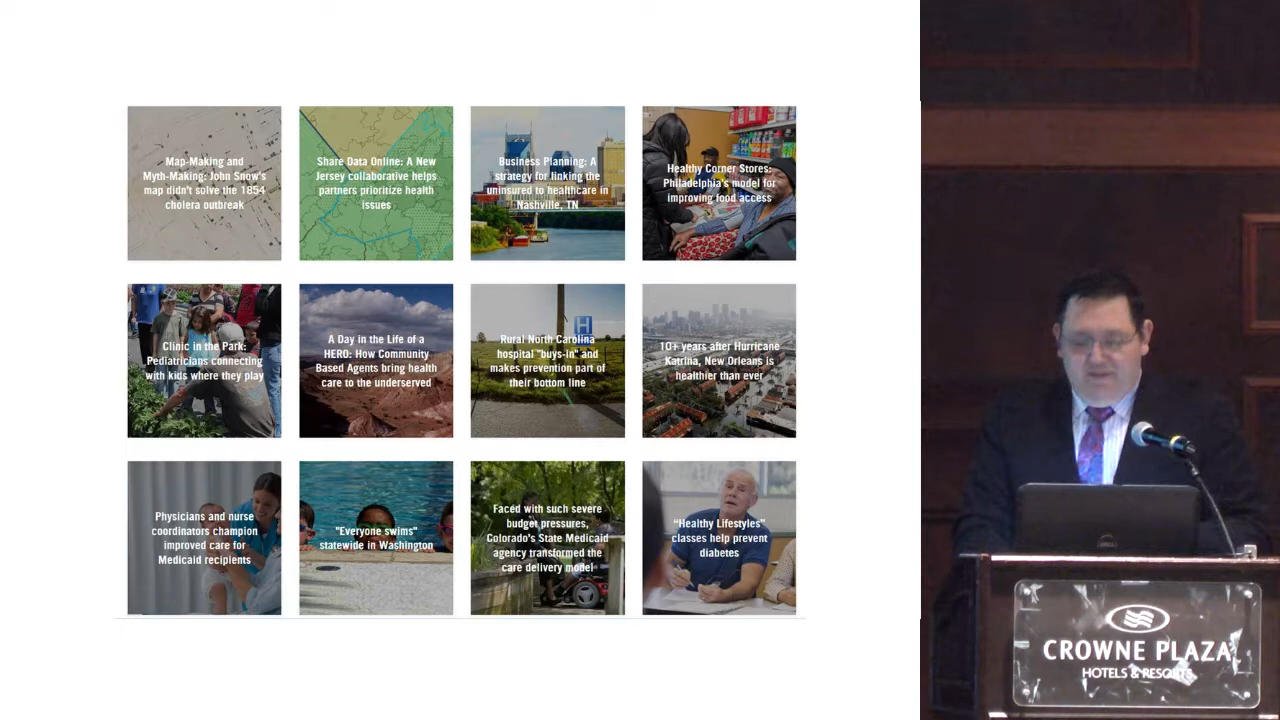 Map-Making and
Myth-Making: John Snow's
map didn't solve the 1854
cholera outbreak
Share Data Online: A New
Jersey collaborative helps
partners prioritize health
issues
Business Planning: A
strategy for linking the
uninsured to healthcare in
Nashville, TN
Healthy Corner Stores:
Philadelphia's model for
improving food access
Clinic in the Park:
Pediatricians connecting
with kids where they play
A Day in the Life of a
HERO: How Community
Based Agents bring health
care to the underserved
H
Rural North Carolina
hospital "buys-in" and
makes prevention part of
their bottom line
10+ years after Hurricane
Katrina, New Orleans is
healthier than ever
Physicians and nurse
coordinators champion
improved care for
Medicaid recipients
"Everyone swims"
statewide in Washington
Faced with such severe
budget pressures,
Colorado's State Medicaid
agency transformed the
care delivery model
“Healthy Lifestyles”
classes help prevent
diabetes
CROWNE PLAZA
HOTELS & RESORTS